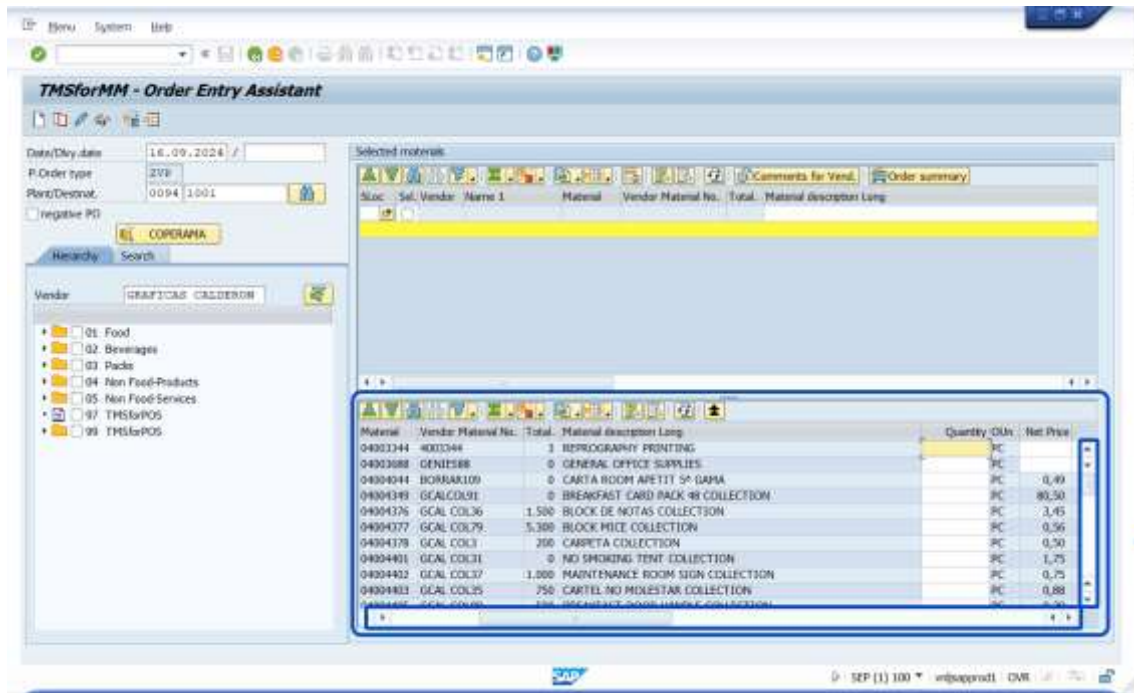 Menu System Help
TMSforMM - Order Entry Assistant
Date/Dlvy.date 16.09.2024 /
P.Order type ZVB
Plant/Destinat. 0094 1001
negative PO
COPERAMA
Hierarchy Search
Vendor GRAFICAS CALDERON
01 Food
02 Beverages
03 Packs
04 Non Food-Products
05 Non Food-Services
97 TMSforPOS
99 TMSforPOS
Selected materials
Comments for Vend. Order summary
SLoc Sel. Vendor Name 1 Material Vendor Material No. Total. Material description Long
Material Vendor Material No. Total. Material description Long Quantity OUn Net Price
04003344 4003344 3 REPROGRAPHY PRINTING PC
04003688 GENIES88 0 GENERAL OFFICE SUPPLIES PC
04004044 BORRAR109 0 CARTA ROOM APETIT 5ª GAMA PC 0,49
04004349 GCALCOL91 0 BREAKFAST CARD PACK 48 COLLECTION PC 80,50
04004376 GCAL COL36 1.500 BLOCK DE NOTAS COLLECTION PC 3,45
04004377 GCAL COL79 5.300 BLOCK MICE COLLECTION PC 0,56
04004378 GCAL COL3 200 CARPETA COLLECTION PC 0,50
04004401 GCAL COL31 0 NO SMOKING TENT COLLECTION PC 1,75
04004402 GCAL COL37 1.000 MAINTENANCE ROOM SIGN COLLECTION PC 0,75
04004403 GCAL COL35 750 CARTEL NO MOLESTAR COLLECTION PC 0,88
SAP
SEP (1) 100 OVR